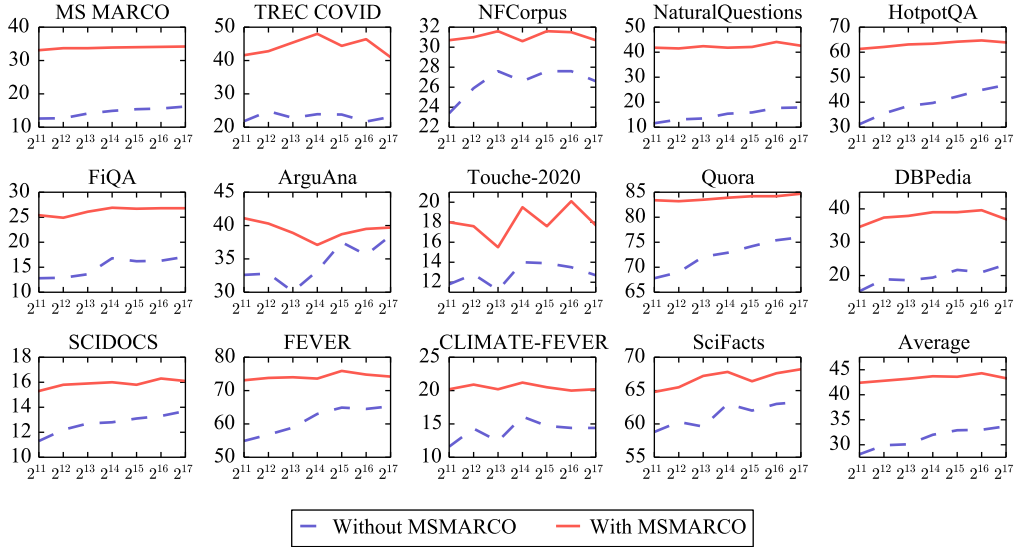 MS MARCO TREC COVID NFCorpus NaturalQuestions HotpotQA
40 60 32 50 70
50 30 40 60
30 28 30 50
40 26
20 30 24 20 40
10 20 22 10 30
2^11 2^12 2^13 2^14 2^15 2^16 2^17 2^11 2^12 2^13 2^14 2^15 2^16 2^17 2^11 2^12 2^13 2^14 2^15 2^16 2^17 2^11 2^12 2^13 2^14 2^15 2^16 2^17 2^11 2^12 2^13 2^14 2^15 2^16 2^17
FiQA ArguAna Touche-2020 Quora DBPedia
30 45 20 85 40
25 40 18 80
20 16 75 30
15 35 14 70 20
10 30 12 65
2^11 2^12 2^13 2^14 2^15 2^16 2^17 2^11 2^12 2^13 2^14 2^15 2^16 2^17 2^11 2^12 2^13 2^14 2^15 2^16 2^17 2^11 2^12 2^13 2^14 2^15 2^16 2^17 2^11 2^12 2^13 2^14 2^15 2^16 2^17
SCIDOCS FEVER CLIMATE-FEVER SciFacts Average
18 80 25 70 45
16 70 20 65 40
14 60 15 60 35
12 30
10 50 10 55
2^11 2^12 2^13 2^14 2^15 2^16 2^17 2^11 2^12 2^13 2^14 2^15 2^16 2^17 2^11 2^12 2^13 2^14 2^15 2^16 2^17 2^11 2^12 2^13 2^14 2^15 2^16 2^17 2^11 2^12 2^13 2^14 2^15 2^16 2^17
Without MSMARCO With MSMARCO